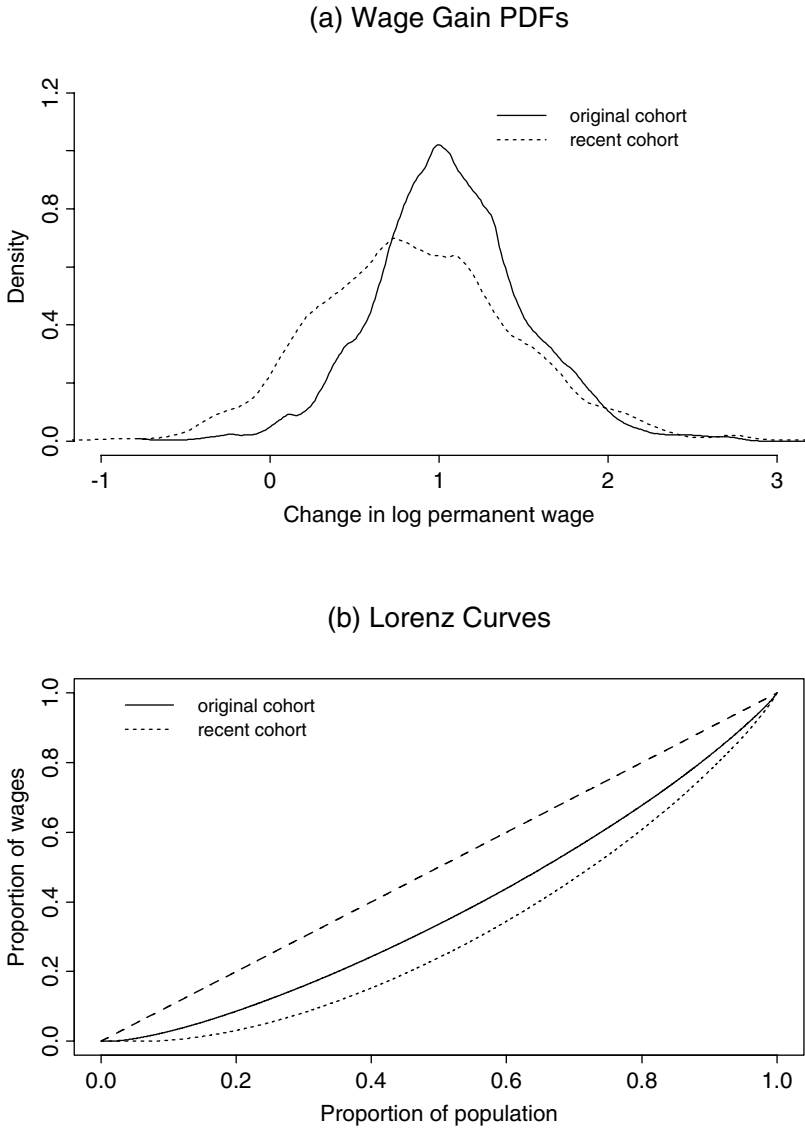 (a) Wage Gain PDFs
1.2
0.8
0.4
0.0
Density
original cohort
recent cohort
-1 0 1 2 3
Change in log permanent wage
(b) Lorenz Curves
1.0
0.8
0.6
0.4
0.2
0.0
Proportion of wages
original cohort
recent cohort
0.0 0.2 0.4 0.6 0.8 1.0
Proportion of population